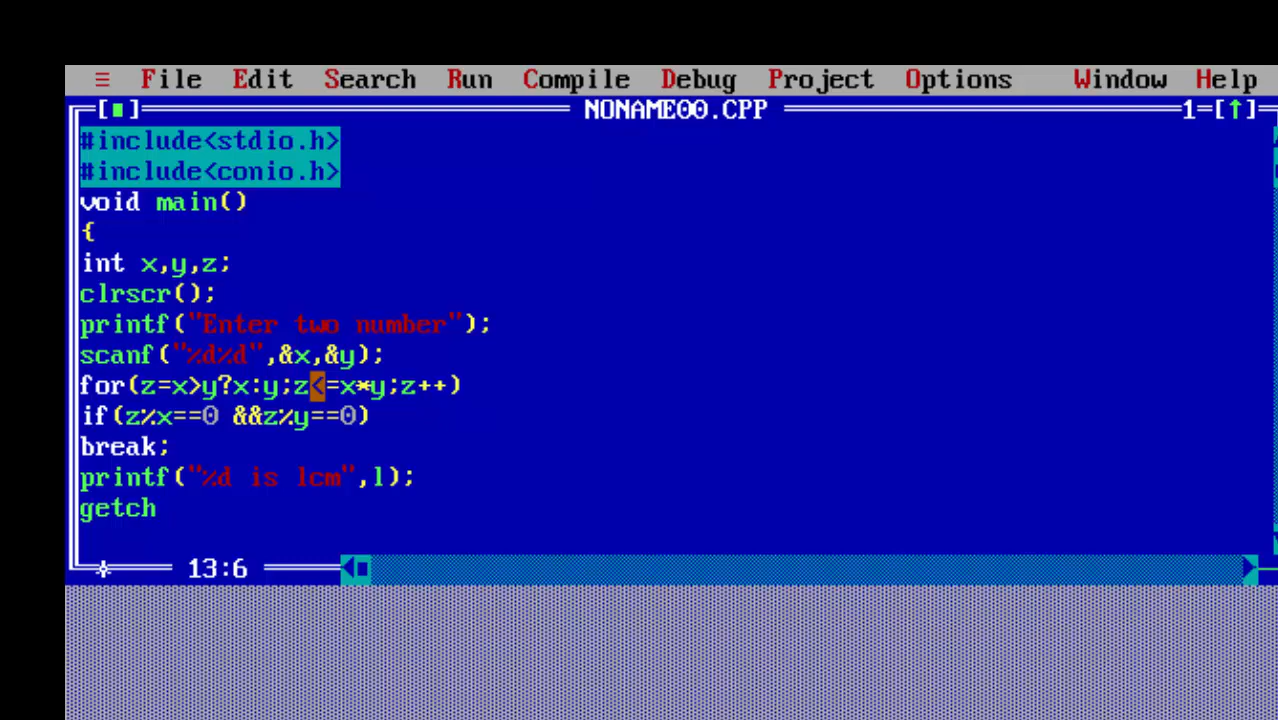 ≡ File Edit Search Run Compile Debug Project Options Window Help
[■] NONAME00.CPP 1=[↑]
#include<stdio.h>
#include<conio.h>
void main()
{
int x,y,z;
clrscr();
printf("Enter two number");
scanf("%d%d",&x,&y);
for(z=x>y?x:y;z<=x*y;z++)
if(z%x==0 &&z%y==0)
break;
printf("%d is lcm",l);
getch
13:6